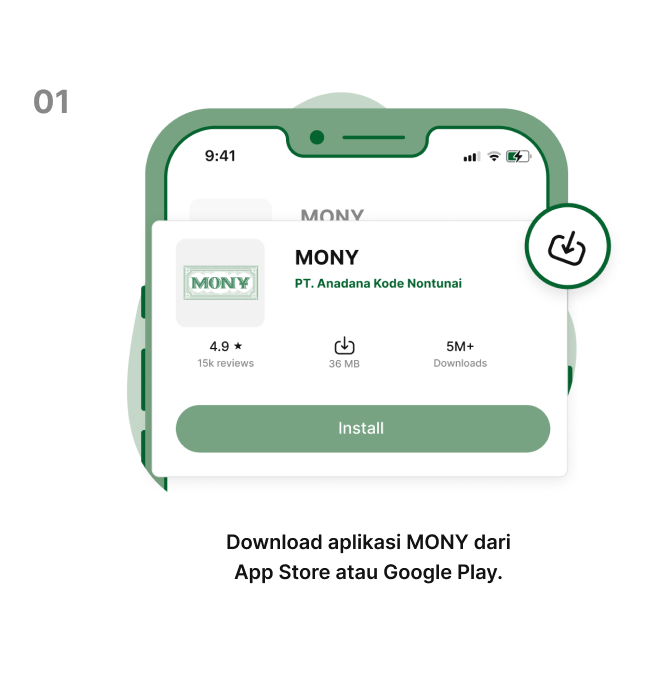 01
9:41
MONY
MONY
MONY
PT. Anadana Kode Nontunai
4.9 ★
15k reviews
36 MB
5M+
Downloads
Install
Download aplikasi MONY dari
App Store atau Google Play.